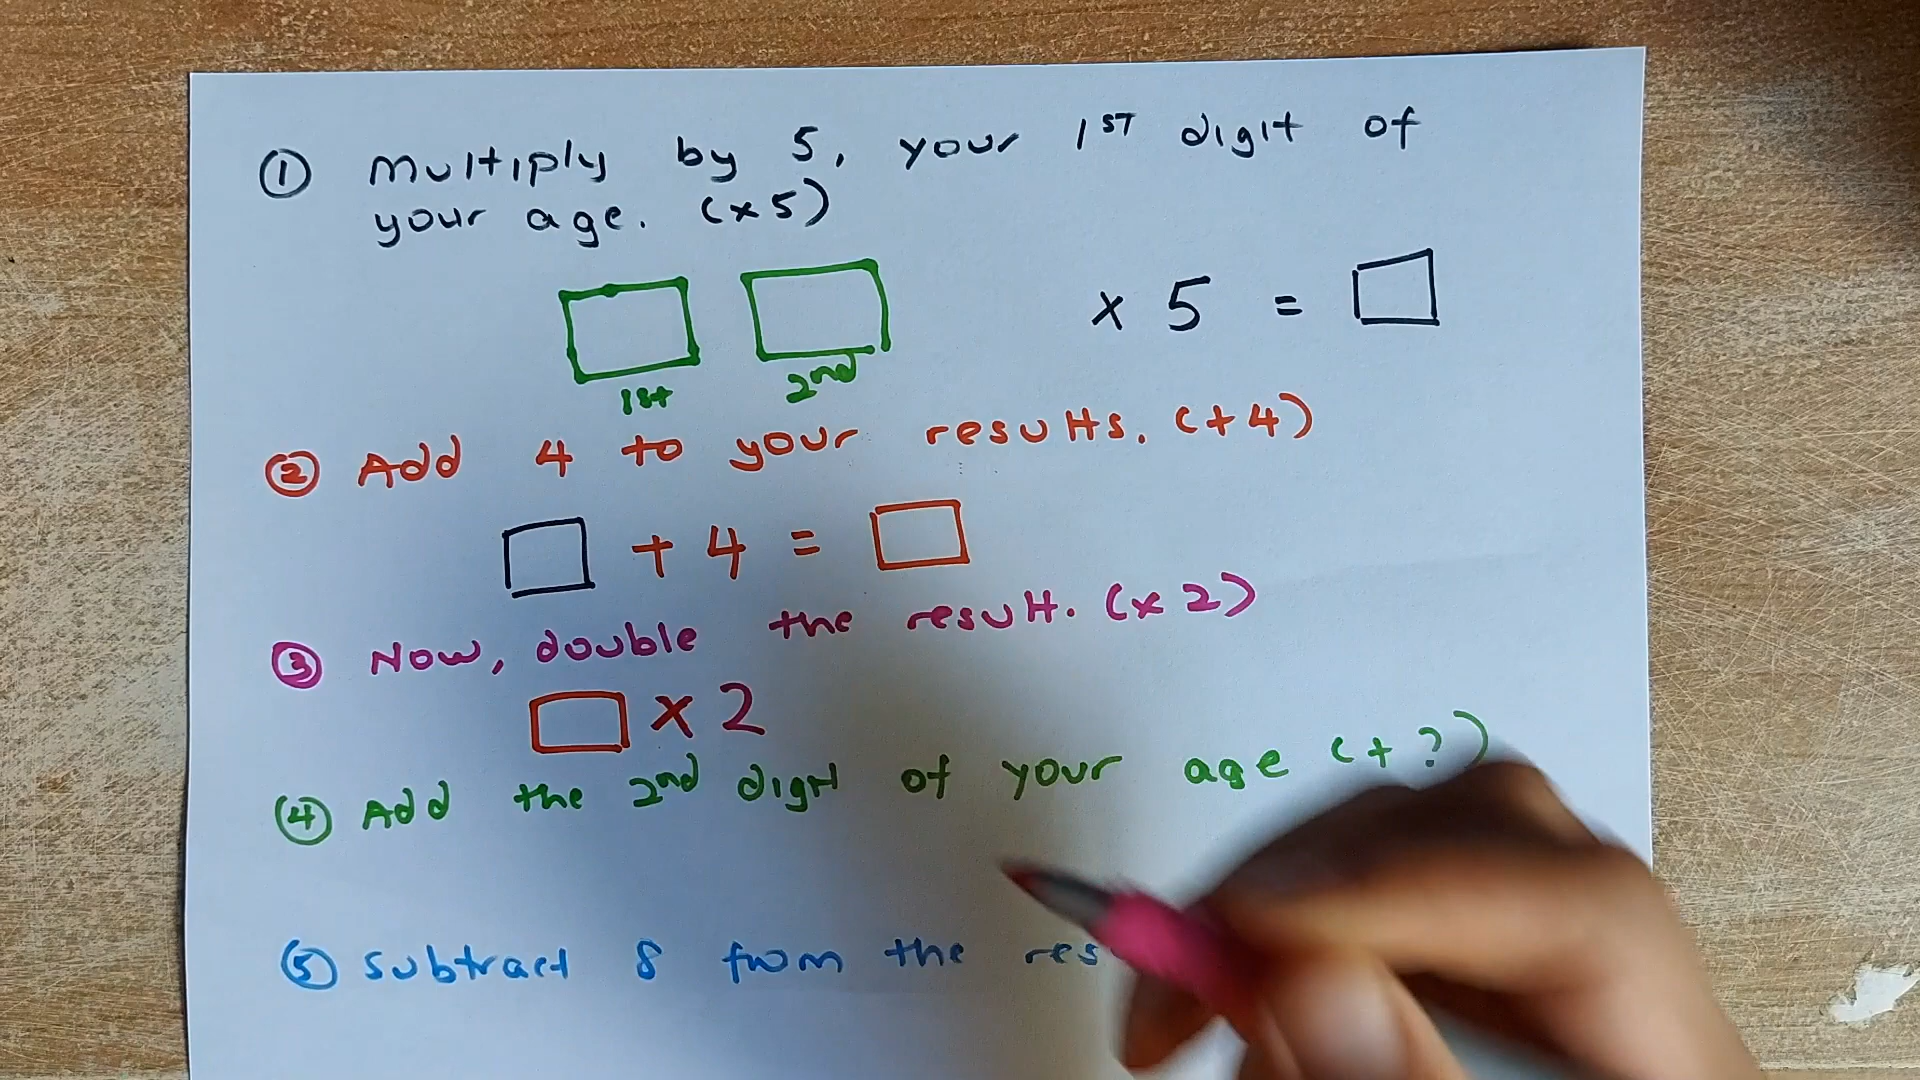 ① multiply by 5, your 1ST digit of
your age. (x5)
x 5 = □
1st 2nd
② Add 4 to your results. (+4)
□ + 4 = □
③ Now, double the result. (x2)
□ x 2
④ Add the 2nd digit of your age (+?)
⑤ subtract 8 from the